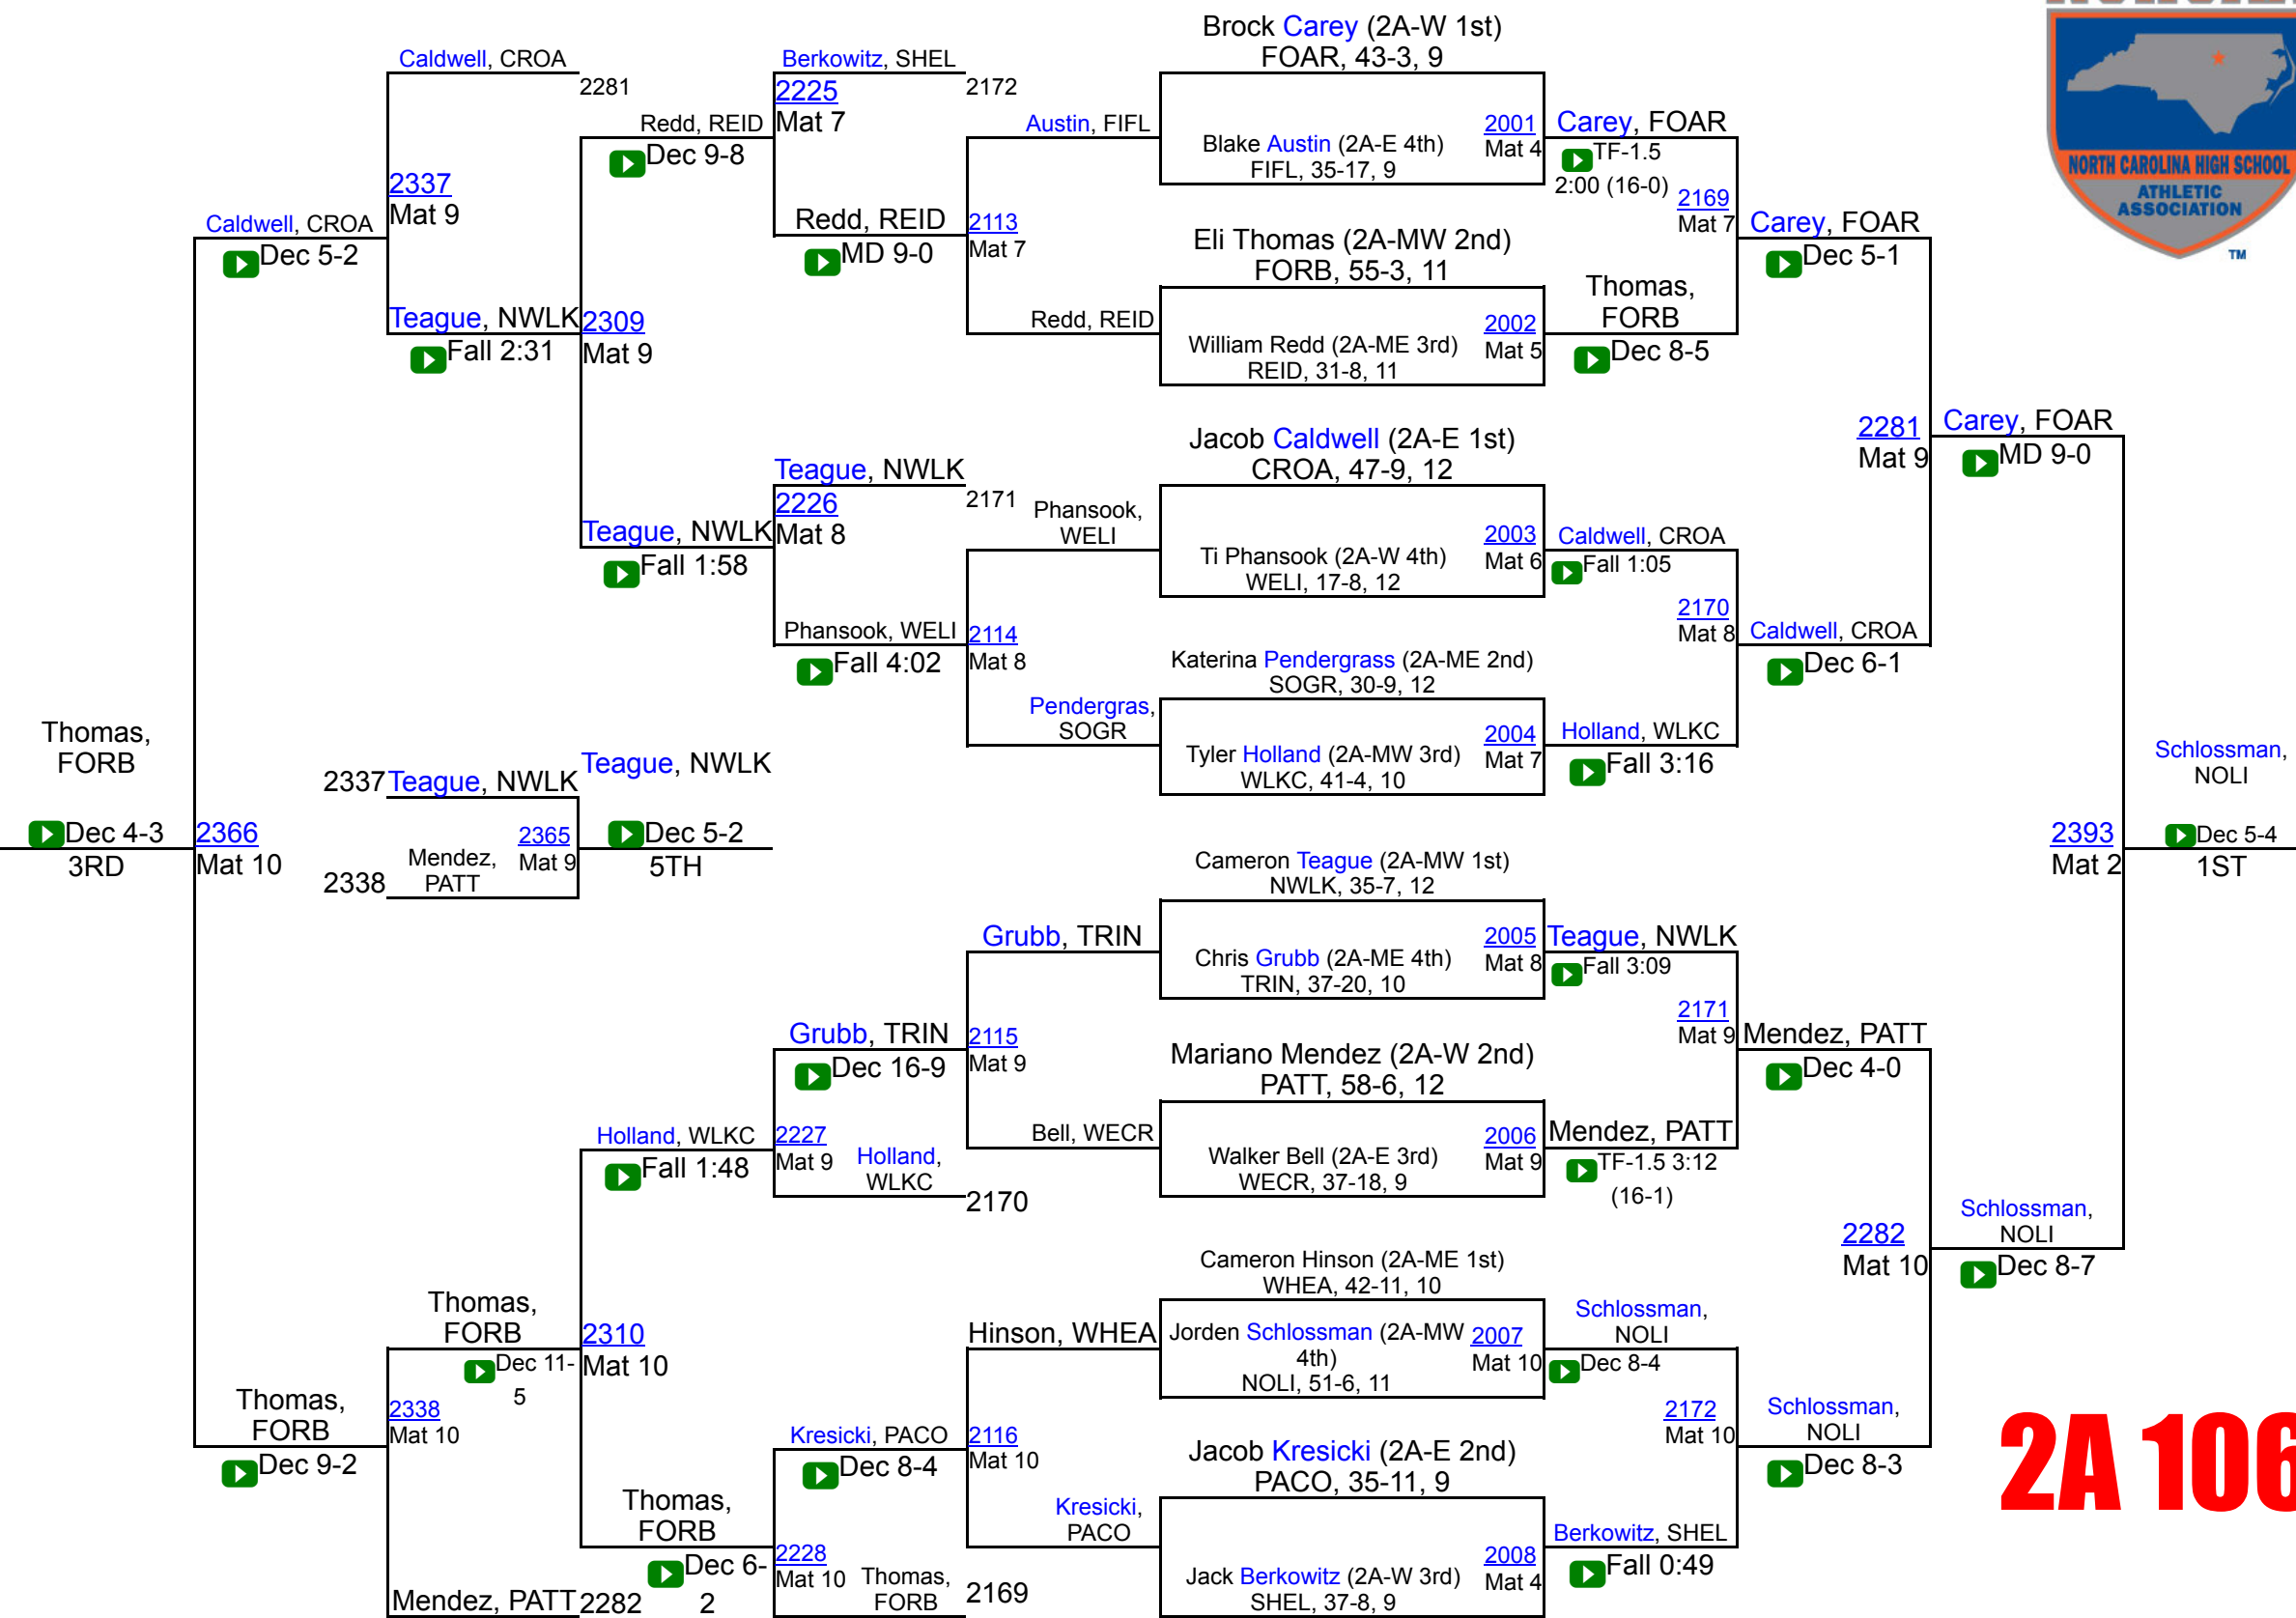 Brock Carey (2A-W 1st)
FOAR, 43-3, 9
Blake Austin (2A-E 4th)
FIFL, 35-17, 9
2001
Mat 4
Eli Thomas (2A-MW 2nd)
FORB, 55-3, 11
William Redd (2A-ME 3rd)
REID, 31-8, 11
2002
Mat 5
Jacob Caldwell (2A-E 1st)
CROA, 47-9, 12
Ti Phansook (2A-W 4th)
WELI, 17-8, 12
2003
Mat 6
Katerina Pendergrass (2A-ME 2nd)
SOGR, 30-9, 12
Tyler Holland (2A-MW 3rd)
WLKC, 41-4, 10
2004
Mat 7
Cameron Teague (2A-MW 1st)
NWLK, 35-7, 12
Chris Grubb (2A-ME 4th)
TRIN, 37-20, 10
2005
Mat 8
Mariano Mendez (2A-W 2nd)
PATT, 58-6, 12
Walker Bell (2A-E 3rd)
WECR, 37-18, 9
2006
Mat 9
Cameron Hinson (2A-ME 1st)
WHEA, 42-11, 10
Jorden Schlossman (2A-MW
4th)
NOLI, 51-6, 11
2007
Mat 10
Jacob Kresicki (2A-E 2nd)
PACO, 35-11, 9
Jack Berkowitz (2A-W 3rd)
SHEL, 37-8, 9
2008
Mat 4
Carey, FOAR
TF-1.5
2:00 (16-0)
2169
Mat 7
Thomas,
FORB
Dec 8-5
Caldwell, CROA
Fall 1:05
2170
Mat 8
Holland, WLKC
Fall 3:16
Teague, NWLK
Fall 3:09
2171
Mat 9
Mendez, PATT
TF-1.5 3:12
(16-1)
Schlossman,
NOLI
Dec 8-4
2172
Mat 10
Berkowitz, SHEL
Fall 0:49
Carey, FOAR
Dec 5-1
2281
Mat 9
Caldwell, CROA
Dec 6-1
Mendez, PATT
Dec 4-0
2282
Mat 10
Schlossman,
NOLI
Dec 8-3
Carey, FOAR
MD 9-0
2393
Mat 2
Schlossman,
NOLI
Dec 8-7
Schlossman,
NOLI
Dec 5-4
1ST
Austin, FIFL
2113
Mat 7
Redd, REID
Phansook,
WELI
2114
Mat 8
Pendergras,
SOGR
Grubb, TRIN
2115
Mat 9
Bell, WECR
Hinson, WHEA
2116
Mat 10
Kresicki,
PACO
Berkowitz, SHEL
2172
2225
Mat 7
Redd, REID
MD 9-0
Teague, NWLK
2171
2226
Mat 8
Phansook, WELI
Fall 4:02
Grubb, TRIN
Dec 16-9
2227
Mat 9
Holland,
WLKC
2170
Kresicki, PACO
Dec 8-4
2228
Mat 10
Thomas,
FORB
2169
Redd, REID
Dec 9-8
2309
Mat 9
Teague, NWLK
Fall 1:58
Holland, WLKC
Fall 1:48
2310
Mat 10
Thomas,
FORB
Dec 6-
2
Caldwell, CROA
2281
2337
Mat 9
Teague, NWLK
Fall 2:31
Thomas,
FORB
Dec 11-
5
2338
Mat 10
Mendez, PATT
2282
Caldwell, CROA
Dec 5-2
2366
Mat 10
Thomas,
FORB
Dec 9-2
Thomas,
FORB
Dec 4-3
3RD
2337
Teague, NWLK
2365
Mat 9
2338
Mendez,
PATT
Teague, NWLK
Dec 5-2
5TH
NORTH CAROLINA HIGH SCHOOL
ATHLETIC
ASSOCIATION
TM
2A 106